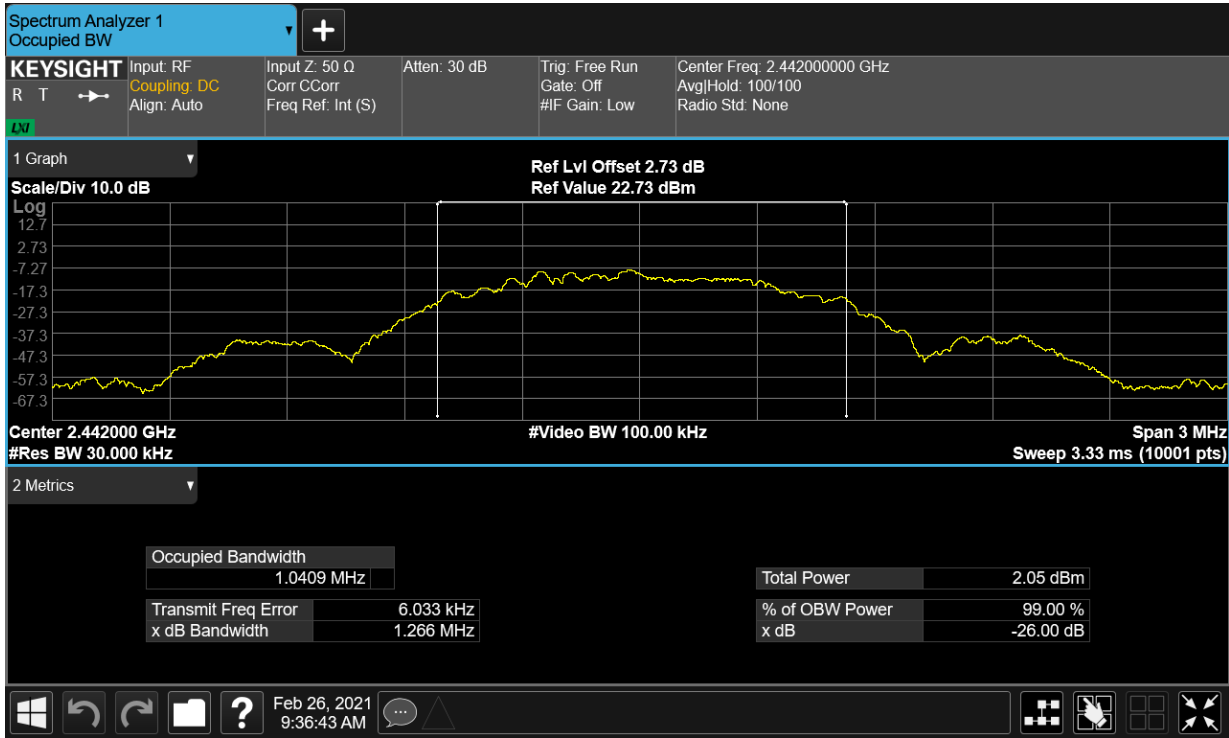 Spectrum Analyzer 1
Occupied BW
KEYSIGHT
R T
LXI
Input: RF
Coupling: DC
Align: Auto
Input Z: 50 Ω
Corr CCorr
Freq Ref: Int (S)
Atten: 30 dB
Trig: Free Run
Gate: Off
#IF Gain: Low
Center Freq: 2.442000000 GHz
Avg|Hold: 100/100
Radio Std: None
1 Graph
Scale/Div 10.0 dB
Ref Lvl Offset 2.73 dB
Ref Value 22.73 dBm
Log
12.7
2.73
-7.27
-17.3
-27.3
-37.3
-47.3
-57.3
-67.3
Center 2.442000 GHz
#Video BW 100.00 kHz
Span 3 MHz
#Res BW 30.000 kHz
Sweep 3.33 ms (10001 pts)
2 Metrics
Occupied Bandwidth
1.0409 MHz
Total Power 2.05 dBm
Transmit Freq Error 6.033 kHz
% of OBW Power 99.00 %
x dB Bandwidth 1.266 MHz
x dB -26.00 dB
?
Feb 26, 2021
9:36:43 AM